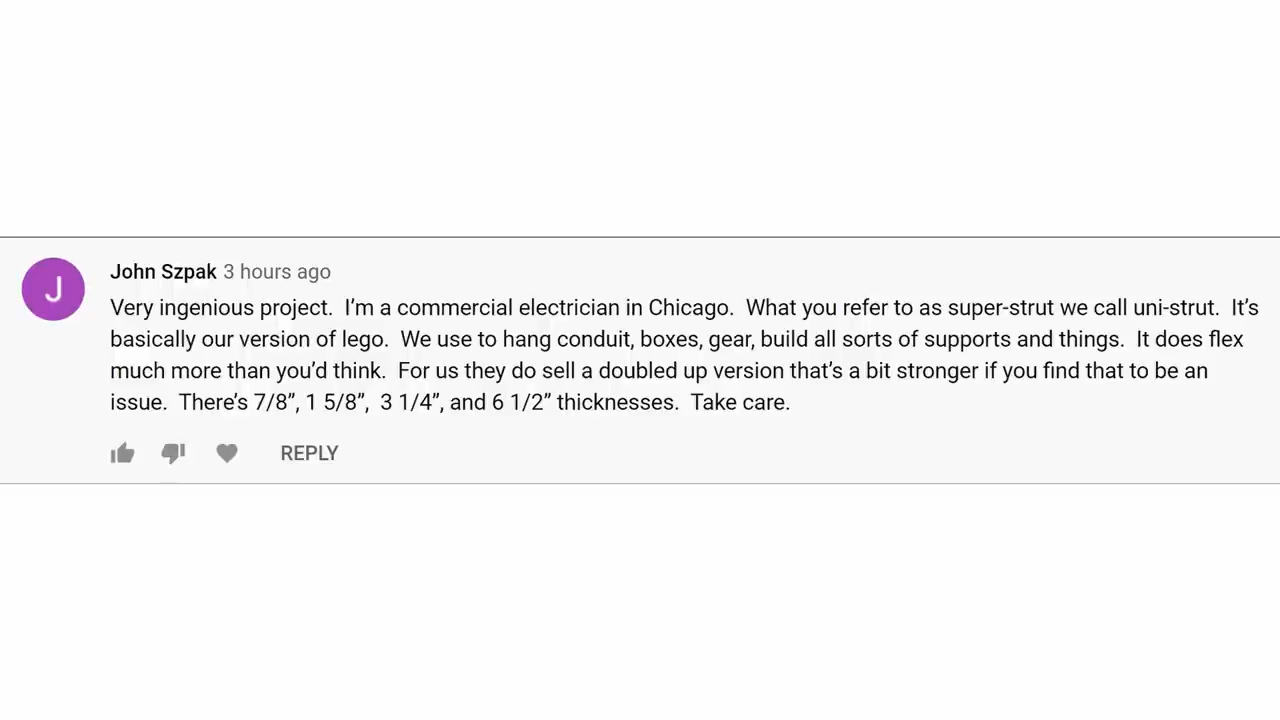 J
John Szpak 3 hours ago
Very ingenious project.  I’m a commercial electrician in Chicago.  What you refer to as super-strut we call uni-strut.  It’s
basically our version of lego.  We use to hang conduit, boxes, gear, build all sorts of supports and things.  It does flex
much more than you’d think.  For us they do sell a doubled up version that’s a bit stronger if you find that to be an
issue.  There’s 7/8”, 1 5/8”,  3 1/4”, and 6 1/2” thicknesses.  Take care.
REPLY